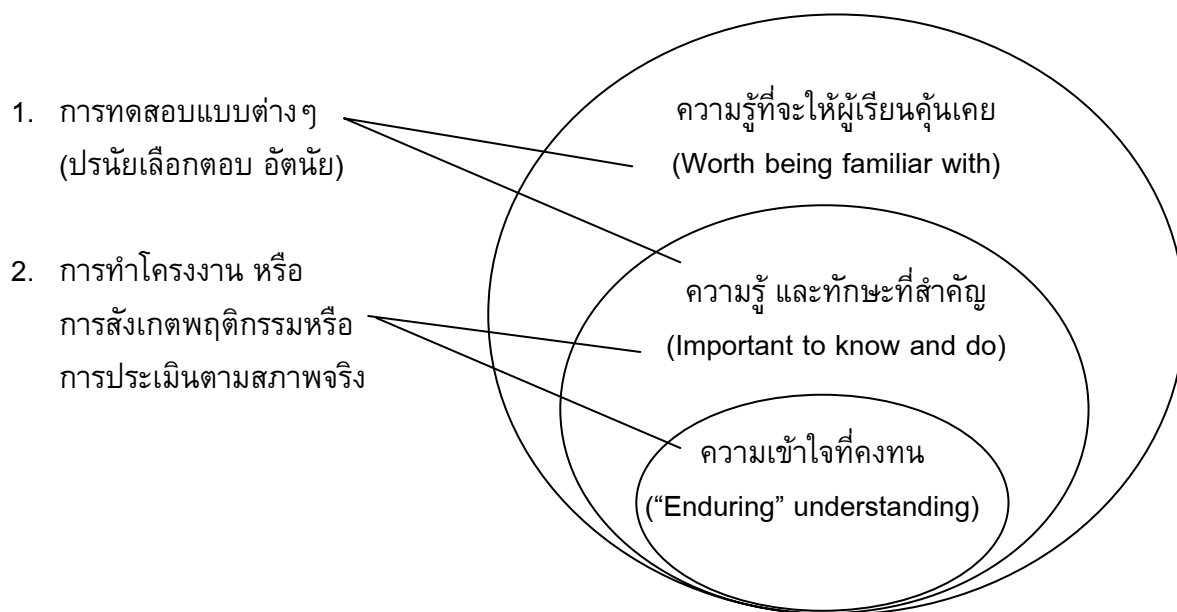 1. การทดสอบแบบต่างๆ
(ปรนัยเลือกตอบ อัตนัย)
2. การทำโครงงาน หรือ
การสังเกตพฤติกรรมหรือ
การประเมินตามสภาพจริง
ความรู้ที่จะให้ผู้เรียนคุ้นเคย
(Worth being familiar with)
ความรู้ และทักษะที่สำคัญ
(Important to know and do)
ความเข้าใจที่คงทน
(“Enduring” understanding)